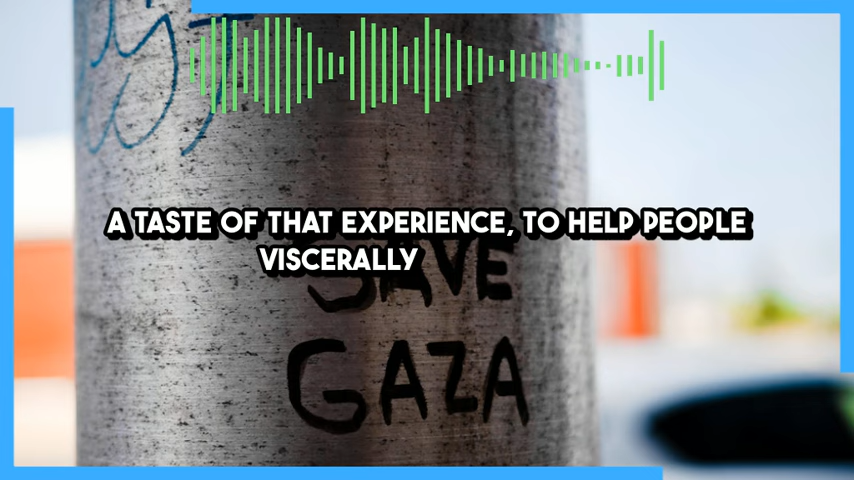 A TASTE OF THAT EXPERIENCE, TO HELP PEOPLE
VISCERALLY
SAVE
GAZA